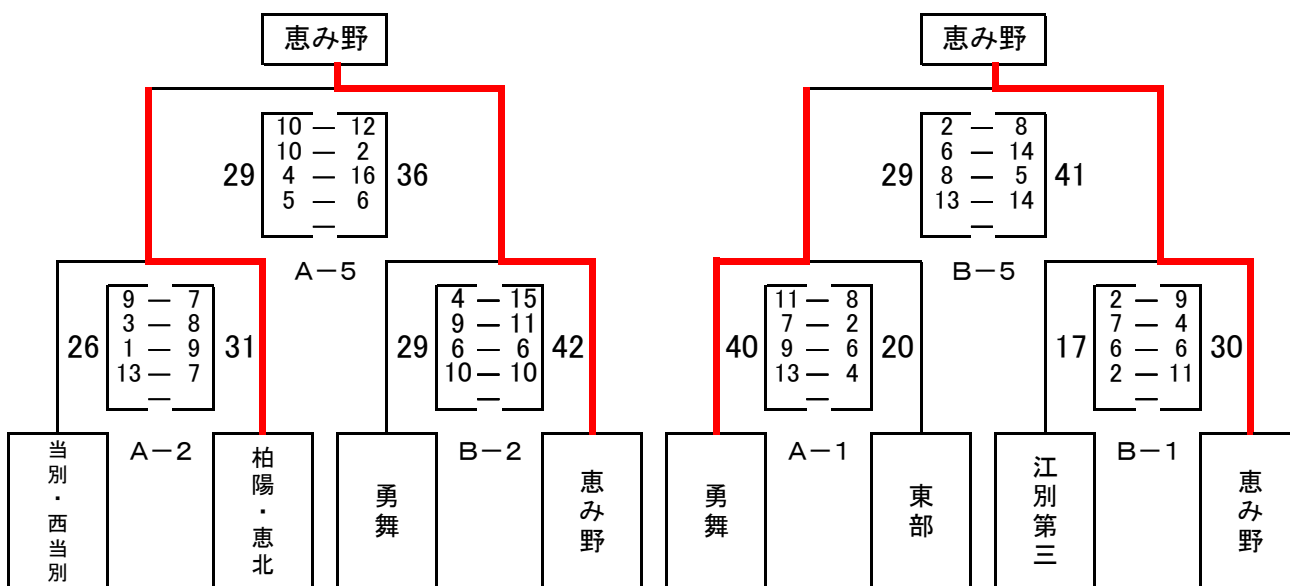 恵み野 恵み野
10 — 12
10 — 2
29 4 — 16 36
5 — 6
—
2 — 8
6 — 14
29 8 — 5 41
13 — 14
—
A-5 B-5
9 — 7
3 — 8
26 1 — 9 31
13 — 7
—
4 — 15
9 — 11
29 6 — 6 42
10 — 10
—
11 — 8
7 — 2
40 9 — 6 20
13 — 4
—
2 — 9
7 — 4
17 6 — 6 30
2 — 11
—
A-2 B-2 A-1 B-1
当別・西当別
柏陽・恵北
勇舞
恵み野
勇舞
東部
江別第三
恵み野